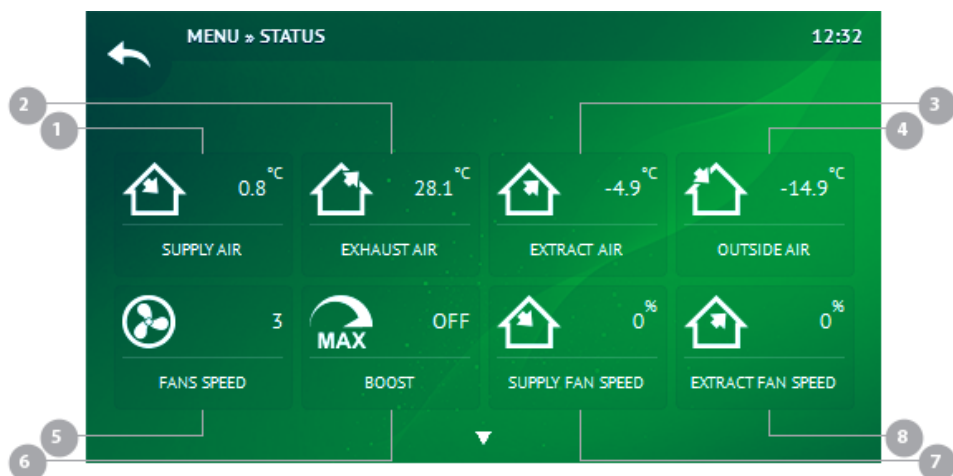 MENU » STATUS 12:32
2
1
3
4
0.8 °C
28.1 °C
-4.9 °C
-14.9 °C
SUPPLY AIR
EXHAUST AIR
EXTRACT AIR
OUTSIDE AIR
3
MAX OFF
0 %
0 %
FANS SPEED
BOOST
SUPPLY FAN SPEED
EXTRACT FAN SPEED
5
6
8
7